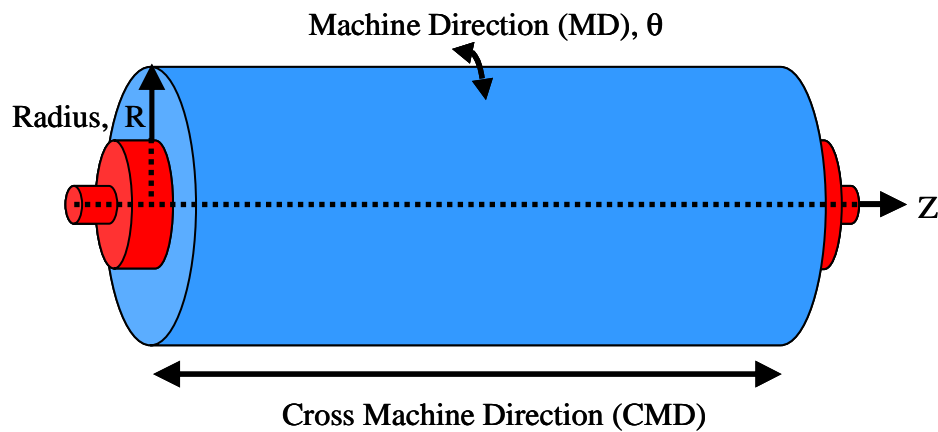 Machine Direction (MD), θ
Radius, R
Z
Cross Machine Direction (CMD)